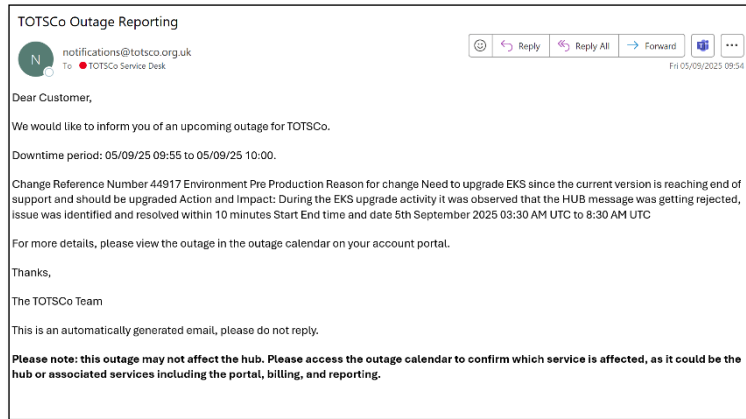 TOTSCo Outage Reporting
N
notifications@totsco.org.uk
To TOTSCo Service Desk
Reply
Reply All
Forward
Fri 05/09/2025 09:54
Dear Customer,
We would like to inform you of an upcoming outage for TOTSCo.
Downtime period: 05/09/25 09:55 to 05/09/25 10:00.
Change Reference Number 44917 Environment Pre Production Reason for change Need to upgrade EKS since the current version is reaching end of
support and should be upgraded Action and Impact: During the EKS upgrade activity it was observed that the HUB message was getting rejected,
issue was identified and resolved within 10 minutes Start End time and date 5th September 2025 03:30 AM UTC to 8:30 AM UTC
For more details, please view the outage in the outage calendar on your account portal.
Thanks,
The TOTSCo Team
This is an automatically generated email, please do not reply.
Please note: this outage may not affect the hub. Please access the outage calendar to confirm which service is affected, as it could be the
hub or associated services including the portal, billing, and reporting.